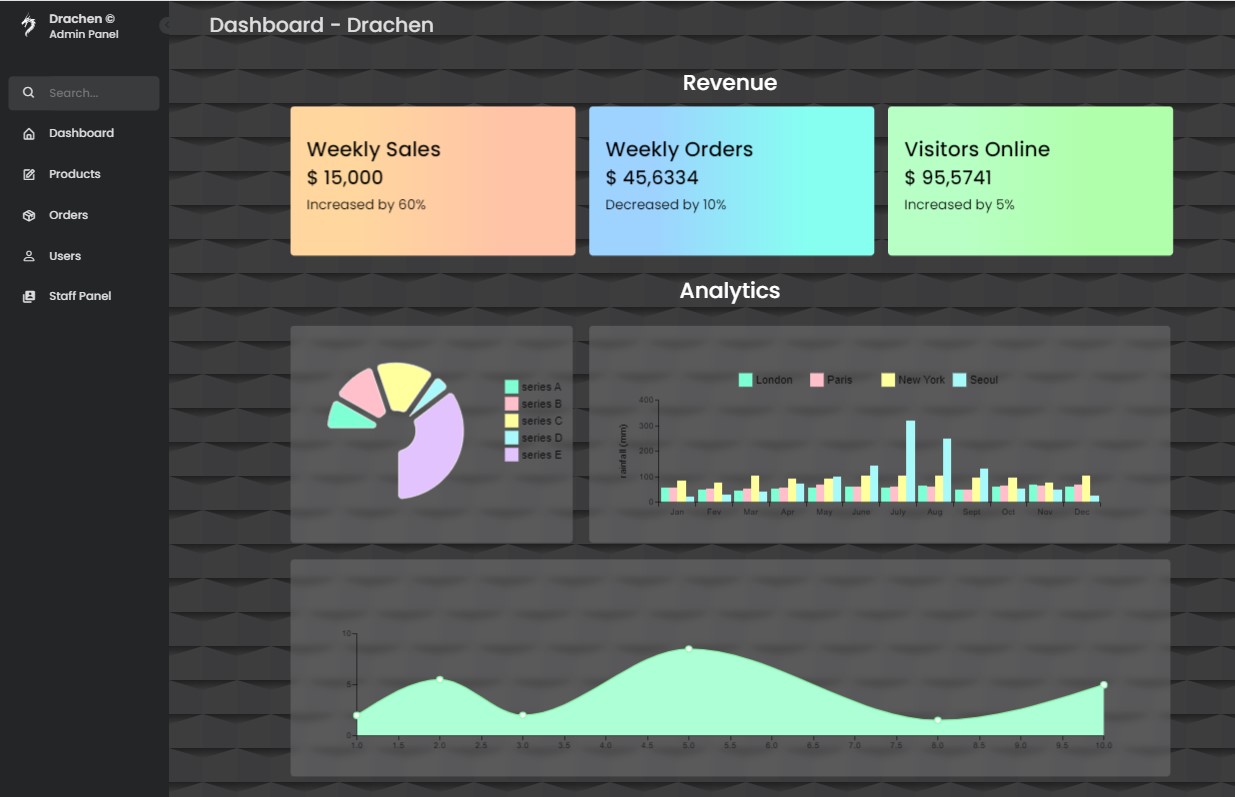 Drachen ©
Admin Panel
Dashboard - Drachen
Search...
Dashboard
Products
Orders
Users
Staff Panel
Revenue
Weekly Sales
$ 15,000
Increased by 60%
Weekly Orders
$ 45,6334
Decreased by 10%
Visitors Online
$ 95,5741
Increased by 5%
Analytics
series A
series B
series C
series D
series E
London Paris New York Seoul
rainfall (mm)
400
300
200
100
0
Jan Fev Mar Apr May June July Aug Sept Oct Nov Dec
10
5
0
1.0 1.5 2.0 2.5 3.0 3.5 4.0 4.5 5.0 5.5 6.0 6.5 7.0 7.5 8.0 8.5 9.0 9.5 10.0